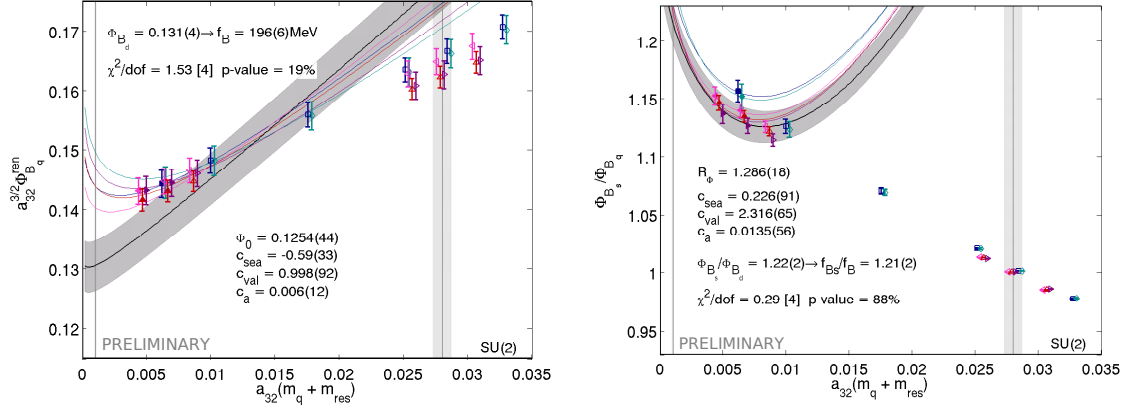 Φ_{B_d} = 0.131(4)→ f_B = 196(6)MeV
χ²/dof = 1.53 [4]  p-value = 19%
Ψ_0 = 0.1254(44)
c_sea = -0.59(33)
c_val = 0.998(92)
c_a = 0.006(12)
PRELIMINARY
SU(2)
0.17
0.16
0.15
0.14
0.13
0.12
a_{32}^{3/2}Φ_{B_q}^{ren}
0 0.005 0.01 0.015 0.02 0.025 0.03 0.035
a_{32}(m_q + m_res)
R_Φ = 1.286(18)
c_sea = 0.226(91)
c_val = 2.316(65)
c_a = 0.0135(56)
Φ_{B_s}/Φ_{B_d} = 1.22(2)→ f_{Bs}/f_B = 1.21(2)
χ²/dof = 0.29 [4]  p value = 88%
PRELIMINARY
SU(2)
1.2
1.15
1.1
1.05
1
0.95
Φ_{B_s}/Φ_{B_q}
0 0.005 0.01 0.015 0.02 0.025 0.03 0.035
a_{32}(m_q + m_res)